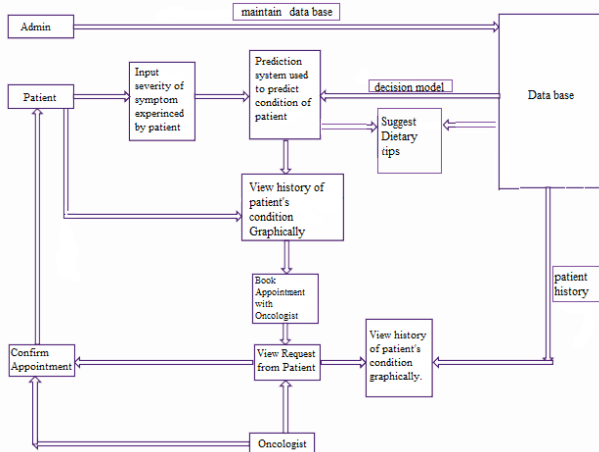 maintain data base
Admin
Input
severity of
symptom
experinced
by patient
Prediction
system used
to predict
condition of
patient
decision model
Data base
Patient
Suggest
Dietary
tips
View history of
patient's
condition
Graphically
Book
Appointment
with
Oncologist
patient
history
Confirm
Appointment
View Request
from Patient
View history
of patient's
condition
graphically.
Oncologist